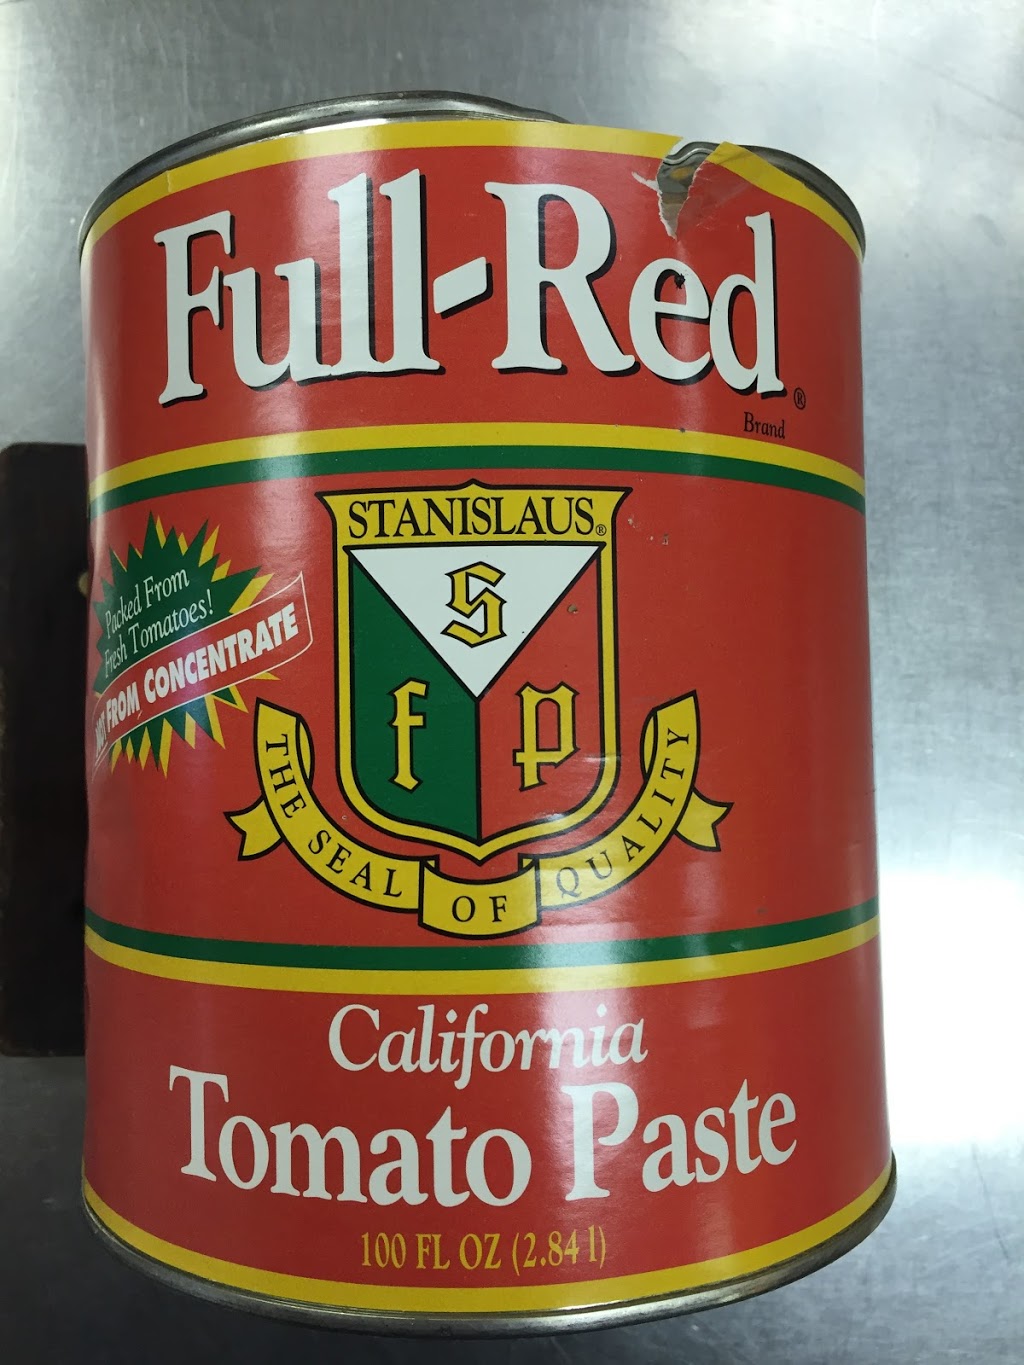 Full-Red®
Brand
STANISLAUS®
S
f p
Packed From
Fresh Tomatoes!
NOT FROM CONCENTRATE
THE SEAL OF QUALITY
California
Tomato Paste
100 FL OZ (2.84 l)